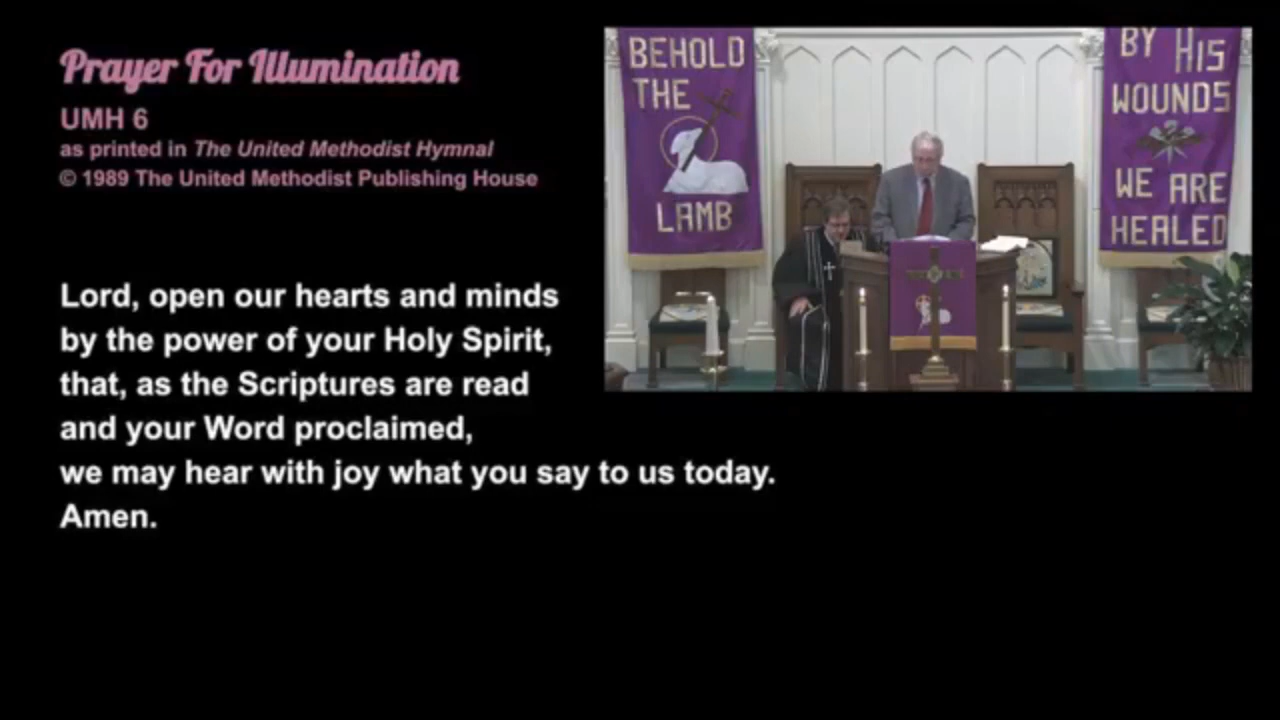 Prayer For Illumination
UMH 6
as printed in The United Methodist Hymnal
© 1989 The United Methodist Publishing House
Lord, open our hearts and minds
by the power of your Holy Spirit,
that, as the Scriptures are read
and your Word proclaimed,
we may hear with joy what you say to us today.
Amen.
BEHOLD
THE
LAMB
BY HIS
WOUNDS
WE ARE
HEALED